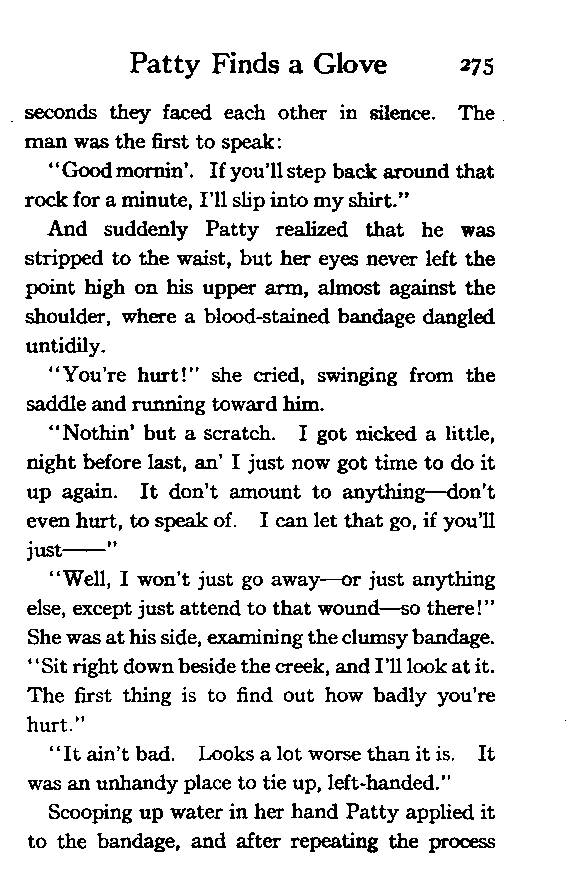 Patty Finds a Glove 275
seconds they faced each other in silence. The
man was the first to speak:
"Good mornin'. If you'll step back around that
rock for a minute, I'll slip into my shirt."
And suddenly Patty realized that he was
stripped to the waist, but her eyes never left the
point high on his upper arm, almost against the
shoulder, where a blood-stained bandage dangled
untidily.
"You're hurt!" she cried, swinging from the
saddle and running toward him.
"Nothin' but a scratch. I got nicked a little,
night before last, an' I just now got time to do it
up again. It don't amount to anything—don't
even hurt, to speak of. I can let that go, if you'll
just——"
"Well, I won't just go away—or just anything
else, except just attend to that wound—so there!"
She was at his side, examining the clumsy bandage.
"Sit right down beside the creek, and I'll look at it.
The first thing is to find out how badly you're
hurt."
"It ain't bad. Looks a lot worse than it is. It
was an unhandy place to tie up, left-handed."
Scooping up water in her hand Patty applied it
to the bandage, and after repeating the process